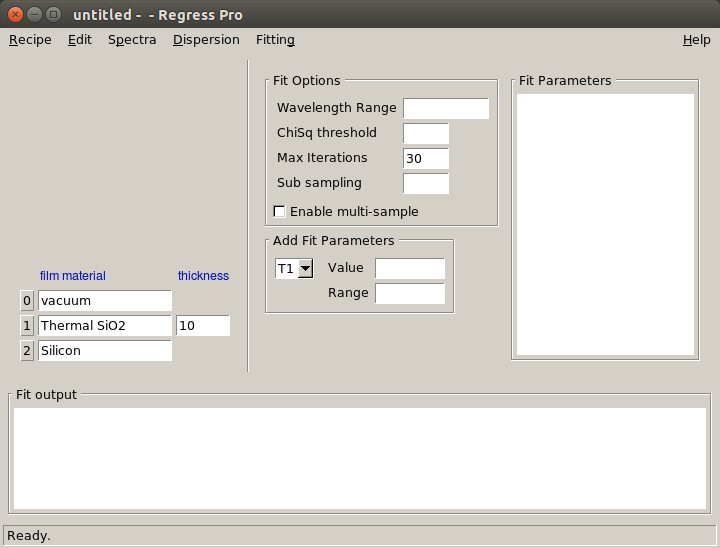 untitled -  - Regress Pro
Recipe Edit Spectra Dispersion Fitting Help
Fit Options
Wavelength Range
ChiSq threshold
Max Iterations 30
Sub sampling
Enable multi-sample
Add Fit Parameters
T1 Value
Range
Fit Parameters
film material thickness
0 vacuum
1 Thermal SiO2 10
2 Silicon
Fit output
Ready.